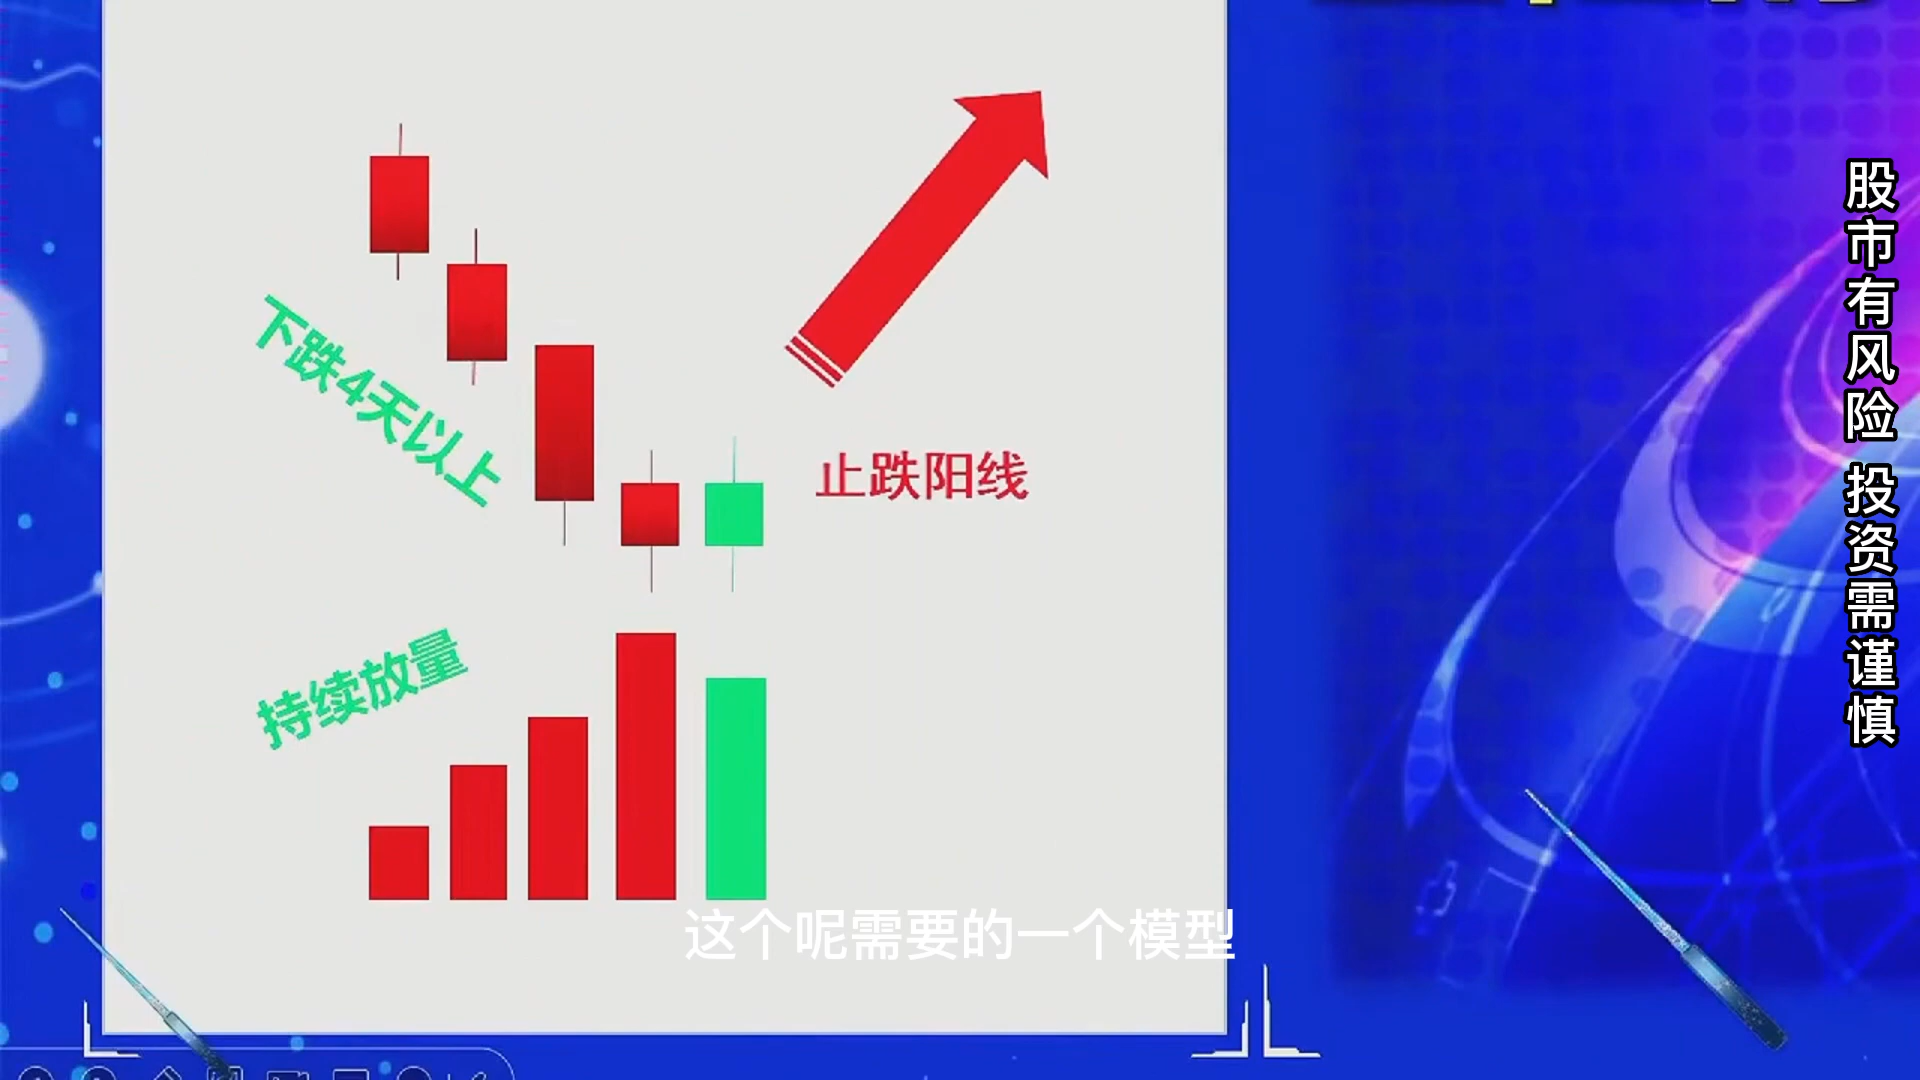 下跌4天以上
止跌阳线
持续放量
这个呢需要的一个模型
股市有风险 投资需谨慎